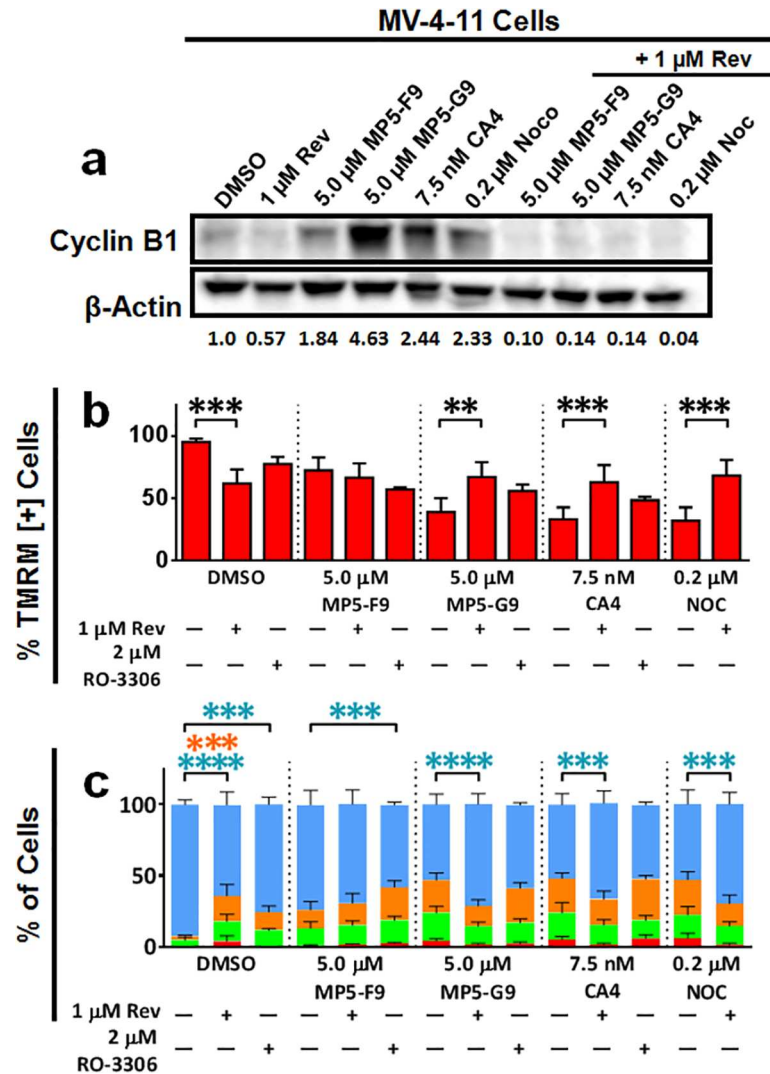 MV-4-11 Cells
+ 1 µM Rev
a
DMSO
1 µM Rev
5.0 µM MP5-F9
5.0 µM MP5-G9
7.5 nM CA4
0.2 µM Noco
5.0 µM MP5-F9
5.0 µM MP5-G9
7.5 nM CA4
0.2 µM Noc
Cyclin B1
β-Actin
1.0 0.57 1.84 4.63 2.44 2.33 0.10 0.14 0.14 0.04
b
% TMRM [+] Cells
*** ** *** ***
100
50
0
DMSO 5.0 µM 5.0 µM 7.5 nM 0.2 µM
MP5-F9 MP5-G9 CA4 NOC
1 µM Rev — + — — + — — + — — + — — +
2 µM
RO-3306 — — + — — + — — + — — + — —
c
% of Cells
*** ***
***
**** **** *** ***
100
50
0
DMSO 5.0 µM 5.0 µM 7.5 nM 0.2 µM
MP5-F9 MP5-G9 CA4 NOC
1 µM Rev — + — — + — — + — — + — — +
2 µM
RO-3306 — — + — — + — — + — — + — —